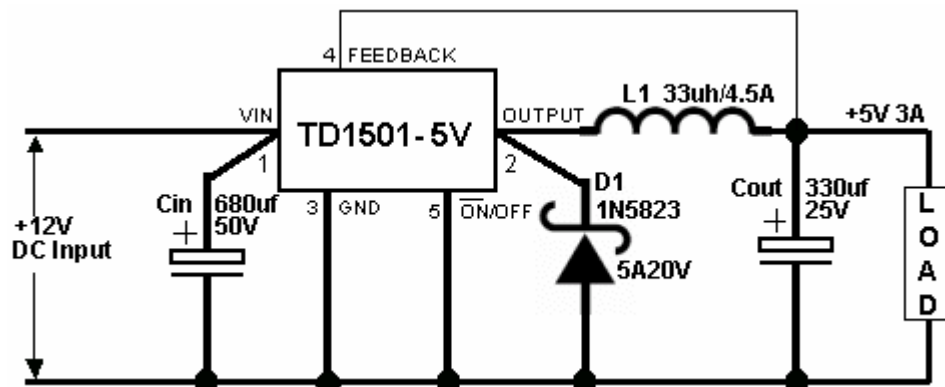 4 FEEDBACK
VIN
TD1501-5V
OUTPUT
L1 33uh/4.5A
+5V 3A
1
2
Cin
680uf
50V
+
3 GND
5 ON/OFF
D1
1N5823
5A20V
Cout
330uf
25V
+
LOAD
+12V
DC Input